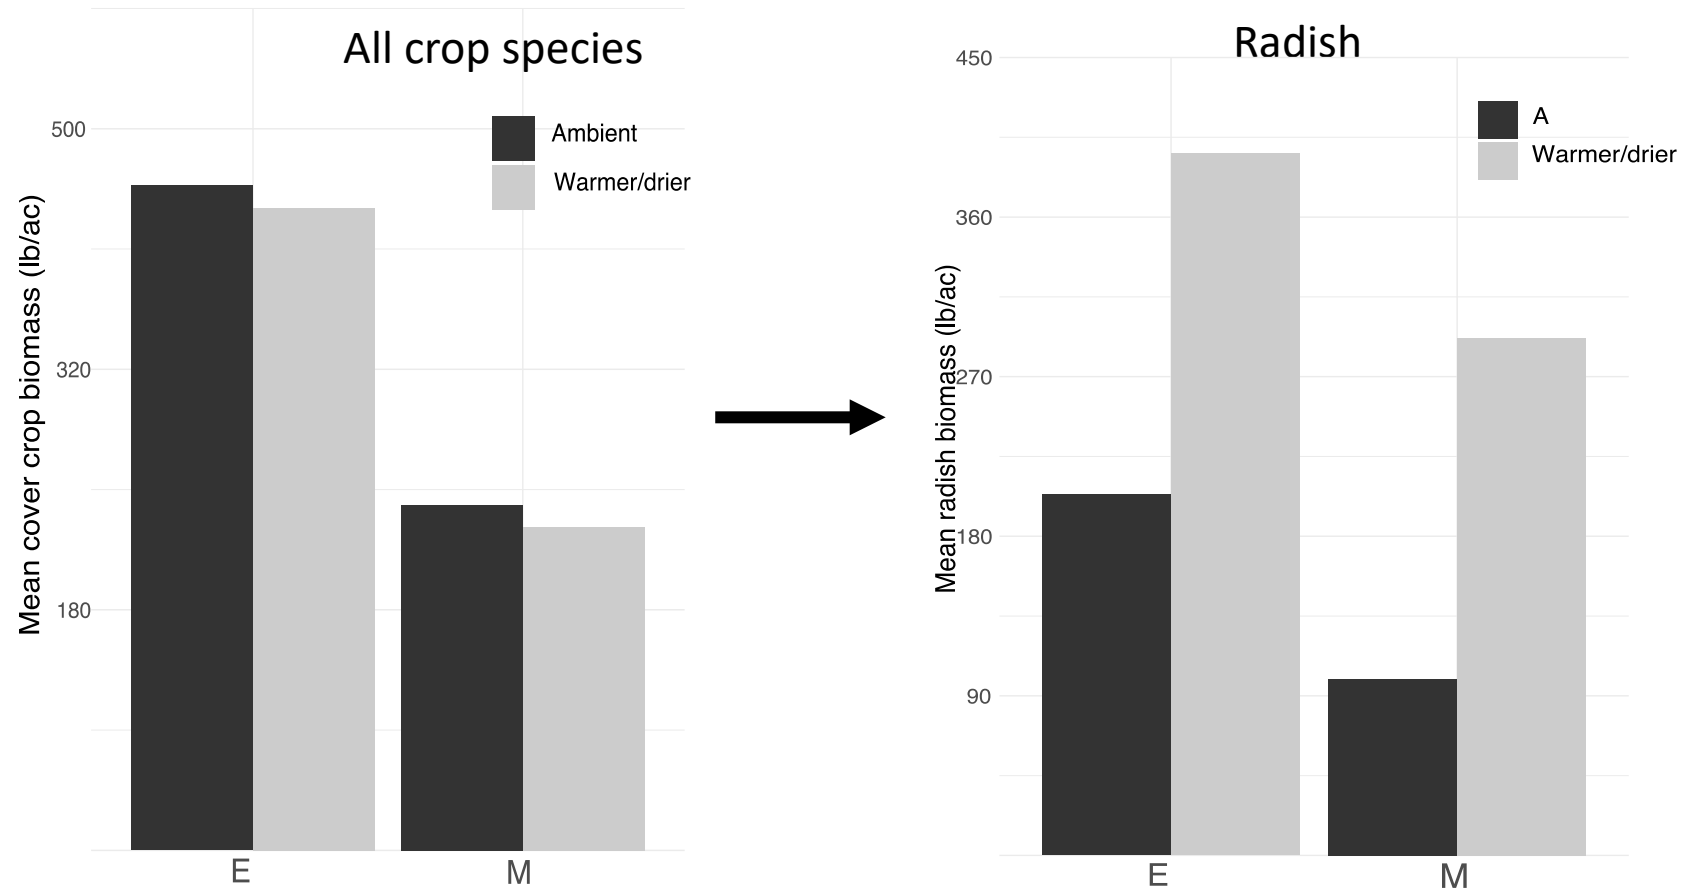 All crop species
500
320
180
Mean cover crop biomass (lb/ac)
Ambient
Warmer/drier
E
M
Radish
450
360
270
180
90
Mean radish biomass (lb/ac)
A
Warmer/drier
E
M